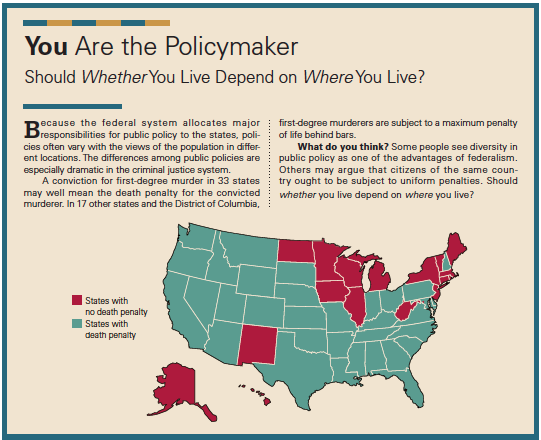 You Are the Policymaker
Should Whether You Live Depend on Where You Live?
Because the federal system allocates major
responsibilities for public policy to the states, poli-
cies often vary with the views of the population in differ-
ent locations. The differences among public policies are
especially dramatic in the criminal justice system.
A conviction for first-degree murder in 33 states
may well mean the death penalty for the convicted
murderer. In 17 other states and the District of Columbia,
first-degree murderers are subject to a maximum penalty
of life behind bars.
What do you think? Some people see diversity in
public policy as one of the advantages of federalism.
Others may argue that citizens of the same coun-
try ought to be subject to uniform penalties. Should
whether you live depend on where you live?
States with
no death penalty
States with
death penalty